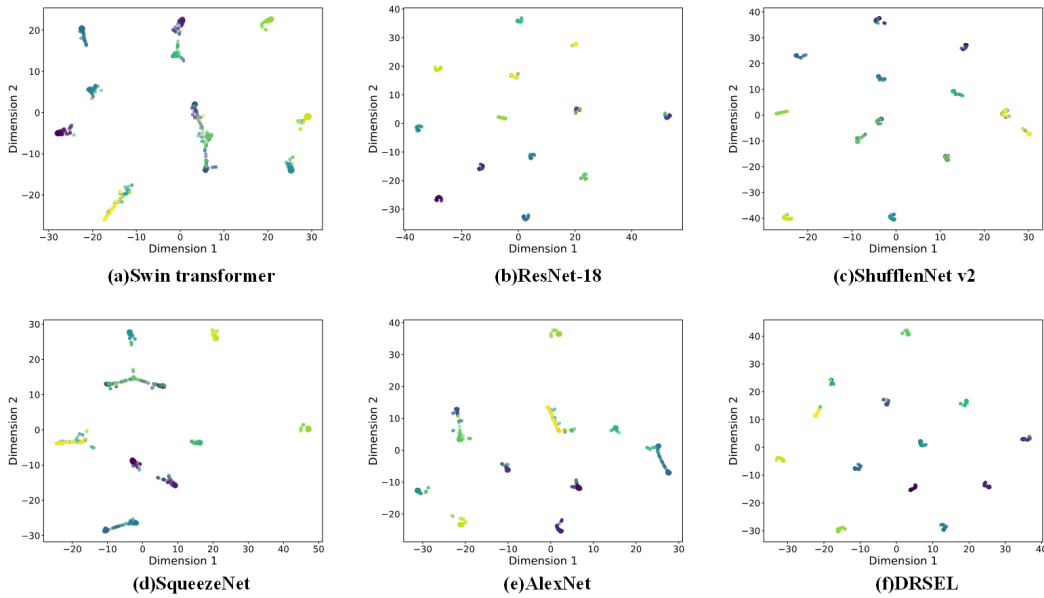 20
10
0
−10
−20
Dimension 2
−30 −20 −10 0 10 20 30
Dimension 1
(a)Swin transformer
40
30
20
10
0
−10
−20
−30
Dimension 2
−40 −20 0 20 40
Dimension 1
(b)ResNet-18
40
30
20
10
0
−10
−20
−30
−40
Dimension 2
−20 −10 0 10 20 30
Dimension 1
(c)ShufflenNet v2
30
20
10
0
−10
−20
−30
Dimension 2
−20 −10 0 10 20 30 40 50
Dimension 1
(d)SqueezeNet
40
30
20
10
0
−10
−20
Dimension 2
−30 −20 −10 0 10 20 30
Dimension 1
(e)AlexNet
40
30
20
10
0
−10
−20
−30
Dimension 2
−30 −20 −10 0 10 20 30 40
Dimension 1
(f)DRSEL